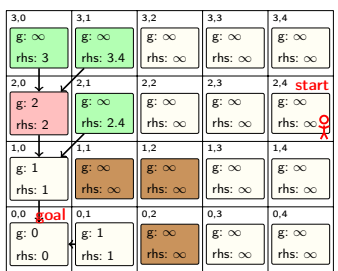 3,0 3,1 3,2 3,3 3,4
g: ∞ g: ∞ g: ∞ g: ∞ g: ∞
rhs: 3 rhs: 3.4 rhs: ∞ rhs: ∞ rhs: ∞
2,0 2,1 2,2 2,3 2,4
start
g: 2 g: ∞ g: ∞ g: ∞ g: ∞
rhs: 2 rhs: 2.4 rhs: ∞ rhs: ∞ rhs: ∞
1,0 1,1 1,2 1,3 1,4
g: 1 g: ∞ g: ∞ g: ∞ g: ∞
rhs: 1 rhs: ∞ rhs: ∞ rhs: ∞ rhs: ∞
0,0 0,1 0,2 0,3 0,4
goal
g: 0 g: 1 g: ∞ g: ∞ g: ∞
rhs: 0 rhs: 1 rhs: ∞ rhs: ∞ rhs: ∞